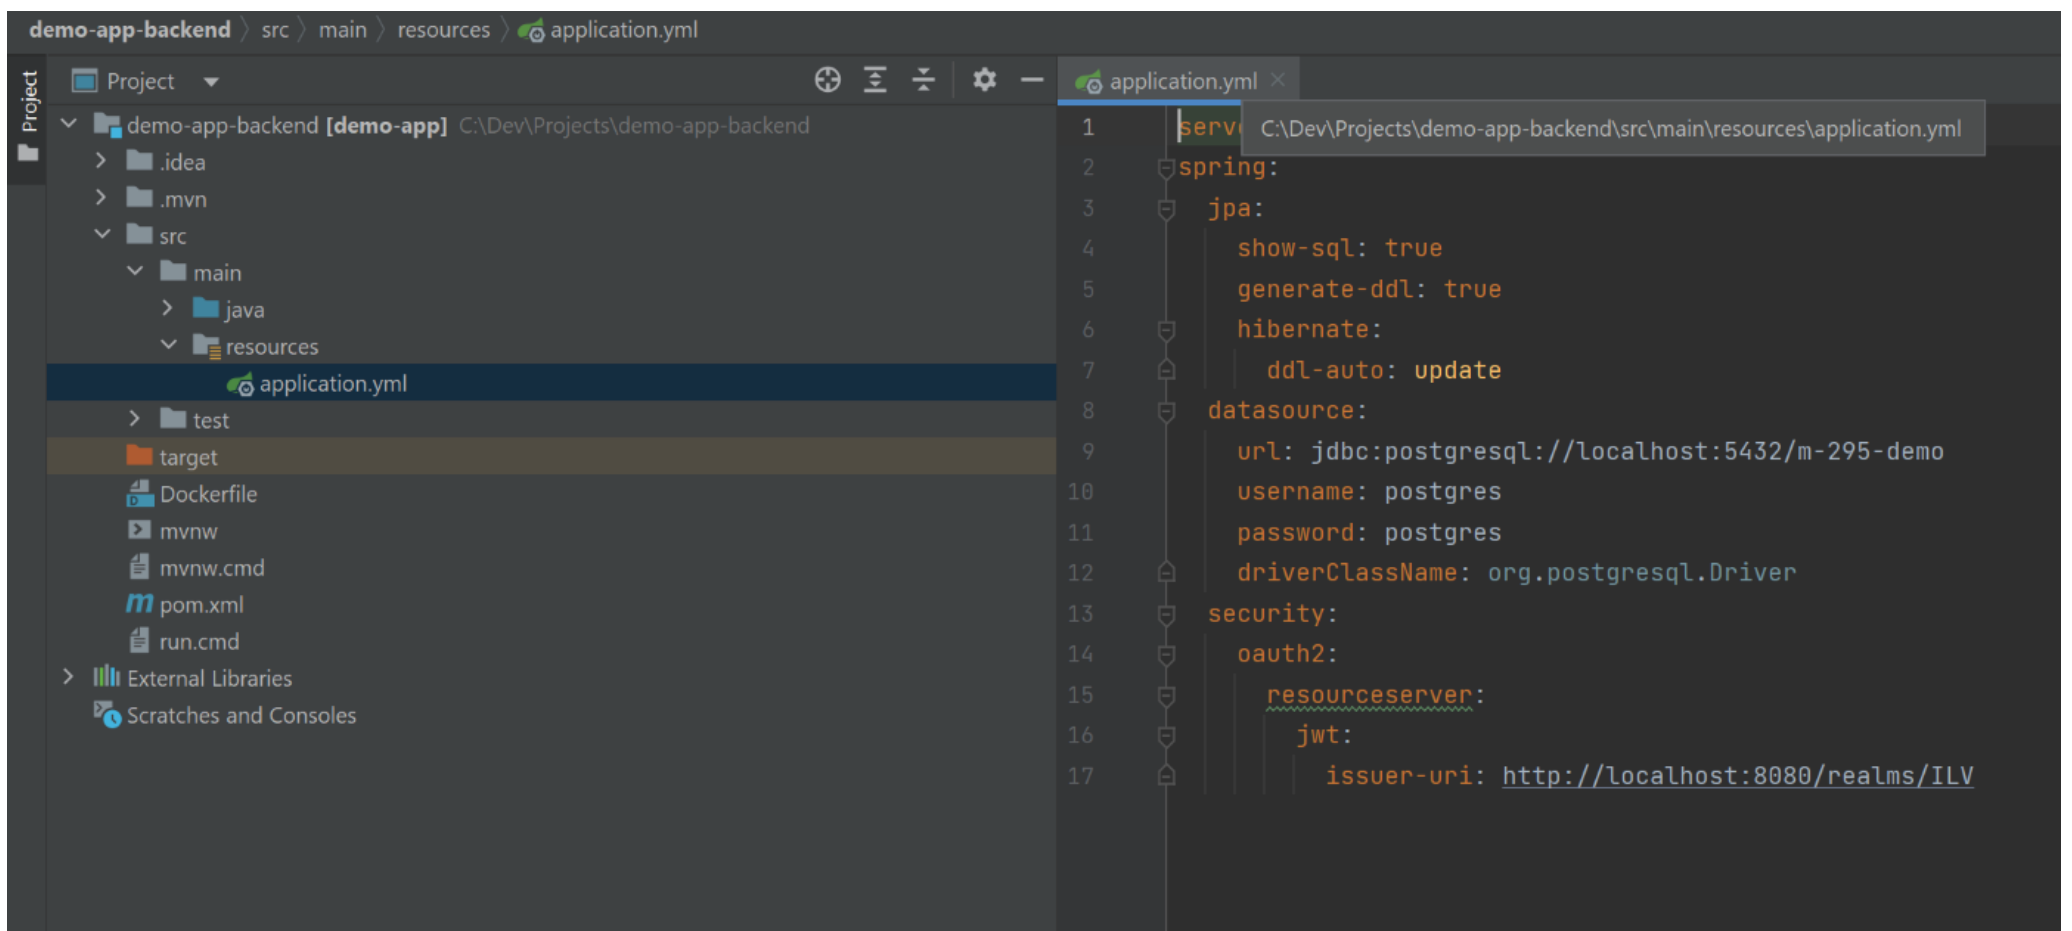 demo-app-backend 〉 src 〉 main 〉 resources 〉 application.yml
Project
Project
demo-app-backend [demo-app] C:\Dev\Projects\demo-app-backend
.idea
.mvn
src
main
java
resources
application.yml
test
target
Dockerfile
mvnw
mvnw.cmd
pom.xml
run.cmd
External Libraries
Scratches and Consoles
application.yml
C:\Dev\Projects\demo-app-backend\src\main\resources\application.yml
1
2 spring:
3 jpa:
4 show-sql: true
5 generate-ddl: true
6 hibernate:
7 ddl-auto: update
8 datasource:
9 url: jdbc:postgresql://localhost:5432/m-295-demo
10 username: postgres
11 password: postgres
12 driverClassName: org.postgresql.Driver
13 security:
14 oauth2:
15 resourceserver:
16 jwt:
17 issuer-uri: http://localhost:8080/realms/ILV